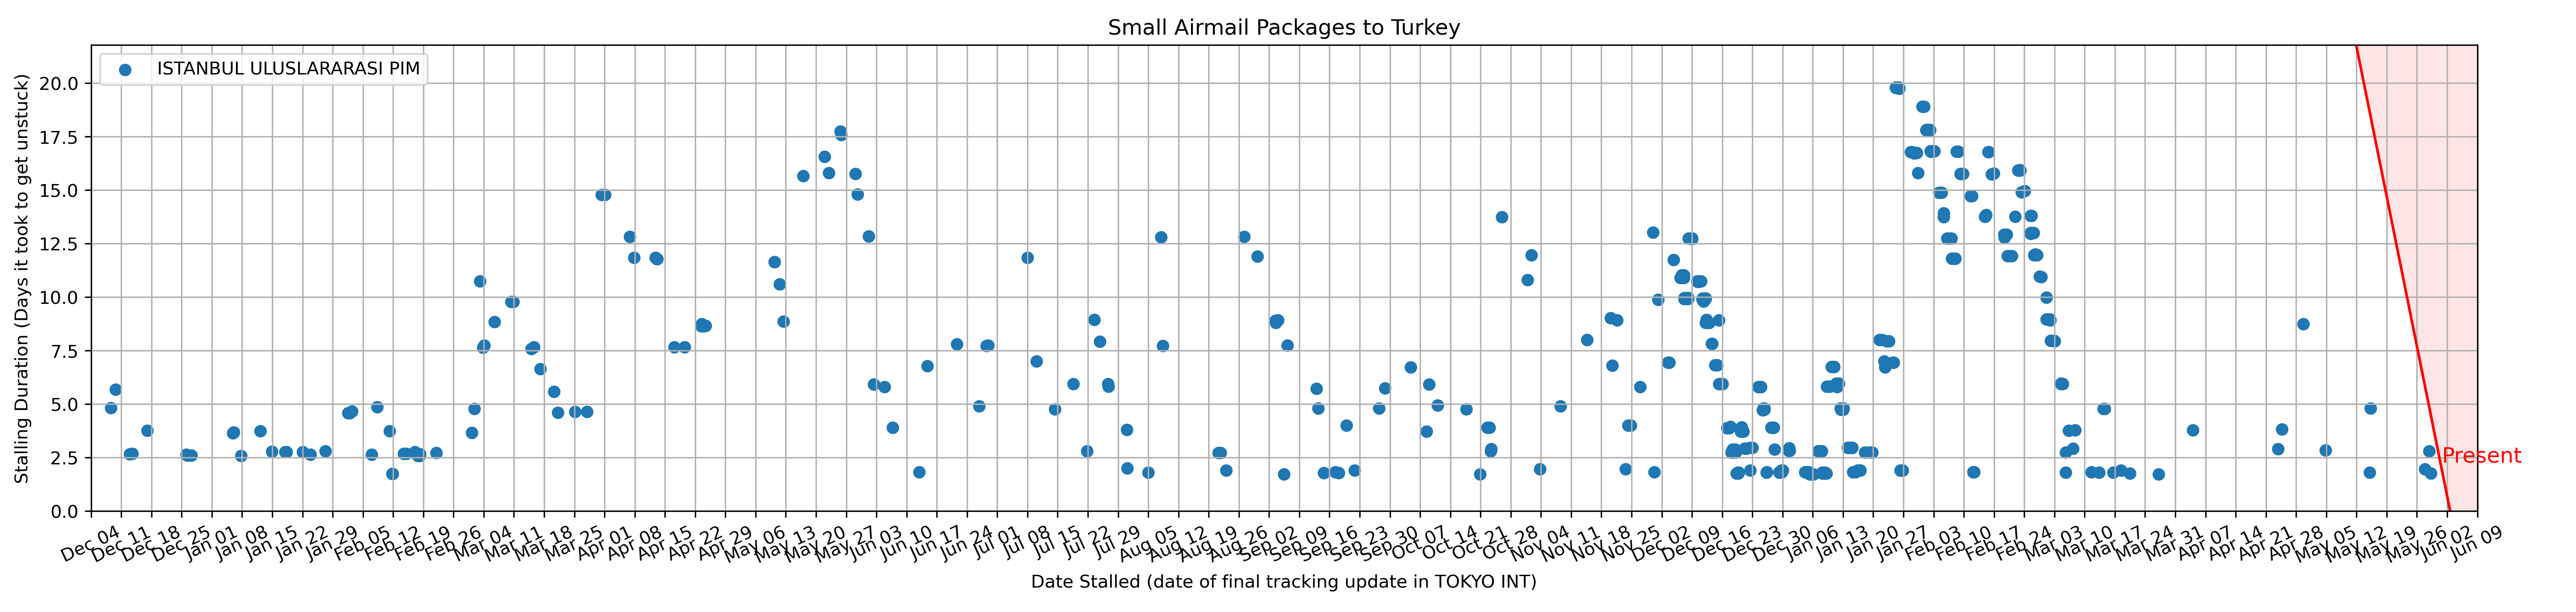 Small Airmail Packages to Turkey
ISTANBUL ULUSLARARASI PIM
Stalling Duration (Days it took to get unstuck)
20.0
17.5
15.0
12.5
10.0
7.5
5.0
2.5
0.0
Present
Dec 04
Dec 11
Dec 18
Dec 25
Jan 01
Jan 08
Jan 15
Jan 22
Jan 29
Feb 05
Feb 12
Feb 19
Feb 26
Mar 04
Mar 11
Mar 18
Mar 25
Apr 01
Apr 08
Apr 15
Apr 22
Apr 29
May 06
May 13
May 20
May 27
Jun 03
Jun 10
Jun 17
Jun 24
Jul 01
Jul 08
Jul 15
Jul 22
Jul 29
Aug 05
Aug 12
Aug 19
Aug 26
Sep 02
Sep 09
Sep 16
Sep 23
Sep 30
Oct 07
Oct 14
Oct 21
Oct 28
Nov 04
Nov 11
Nov 18
Nov 25
Dec 02
Dec 09
Dec 16
Dec 23
Dec 30
Jan 06
Jan 13
Jan 20
Jan 27
Feb 03
Feb 10
Feb 17
Feb 24
Mar 03
Mar 10
Mar 17
Mar 24
Mar 31
Apr 07
Apr 14
Apr 21
Apr 28
May 05
May 12
May 19
May 26
Jun 02
Jun 09
Date Stalled (date of final tracking update in TOKYO INT)